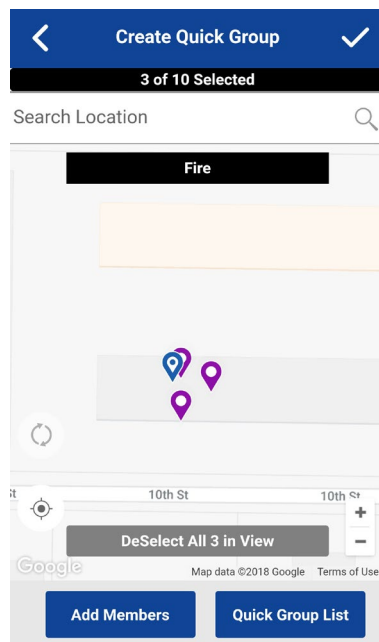 Create Quick Group
3 of 10 Selected
Search Location
Fire
St
10th St
10th St
+
DeSelect All 3 in View
−
Google
Map data ©2018 Google
Terms of Use
Add Members
Quick Group List